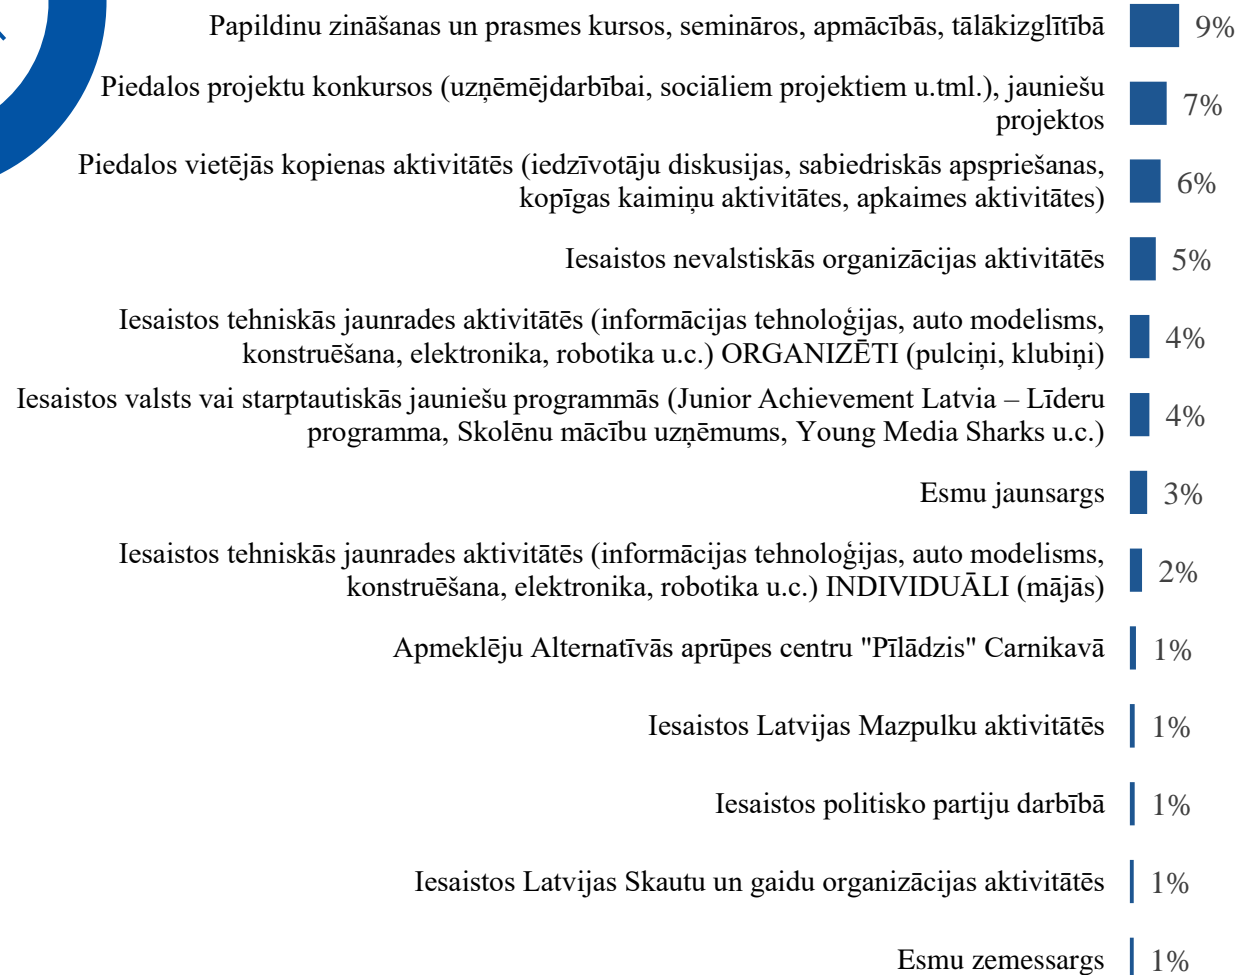 Papildinu zināšanas un prasmes kursos, semināros, apmācībās, tālākizglītībā 9%
Piedalos projektu konkursos (uzņēmējdarbībai, sociāliem projektiem u.tml.), jauniešu
projektos 7%
Piedalos vietējās kopienas aktivitātēs (iedzīvotāju diskusijas, sabiedriskās apspriešanas,
kopīgas kaimiņu aktivitātes, apkaimes aktivitātes) 6%
Iesaistos nevalstiskās organizācijas aktivitātēs 5%
Iesaistos tehniskās jaunrades aktivitātēs (informācijas tehnoloģijas, auto modelisms,
konstruēšana, elektronika, robotika u.c.) ORGANIZĒTI (pulciņi, klubiņi) 4%
Iesaistos valsts vai starptautiskās jauniešu programmās (Junior Achievement Latvia – Līderu
programma, Skolēnu mācību uzņēmums, Young Media Sharks u.c.) 4%
Esmu jaunsargs 3%
Iesaistos tehniskās jaunrades aktivitātēs (informācijas tehnoloģijas, auto modelisms,
konstruēšana, elektronika, robotika u.c.) INDIVIDUĀLI (mājās) 2%
Apmeklēju Alternatīvās aprūpes centru "Pīlādzis" Carnikavā 1%
Iesaistos Latvijas Mazpulku aktivitātēs 1%
Iesaistos politisko partiju darbībā 1%
Iesaistos Latvijas Skautu un gaidu organizācijas aktivitātēs 1%
Esmu zemessargs 1%